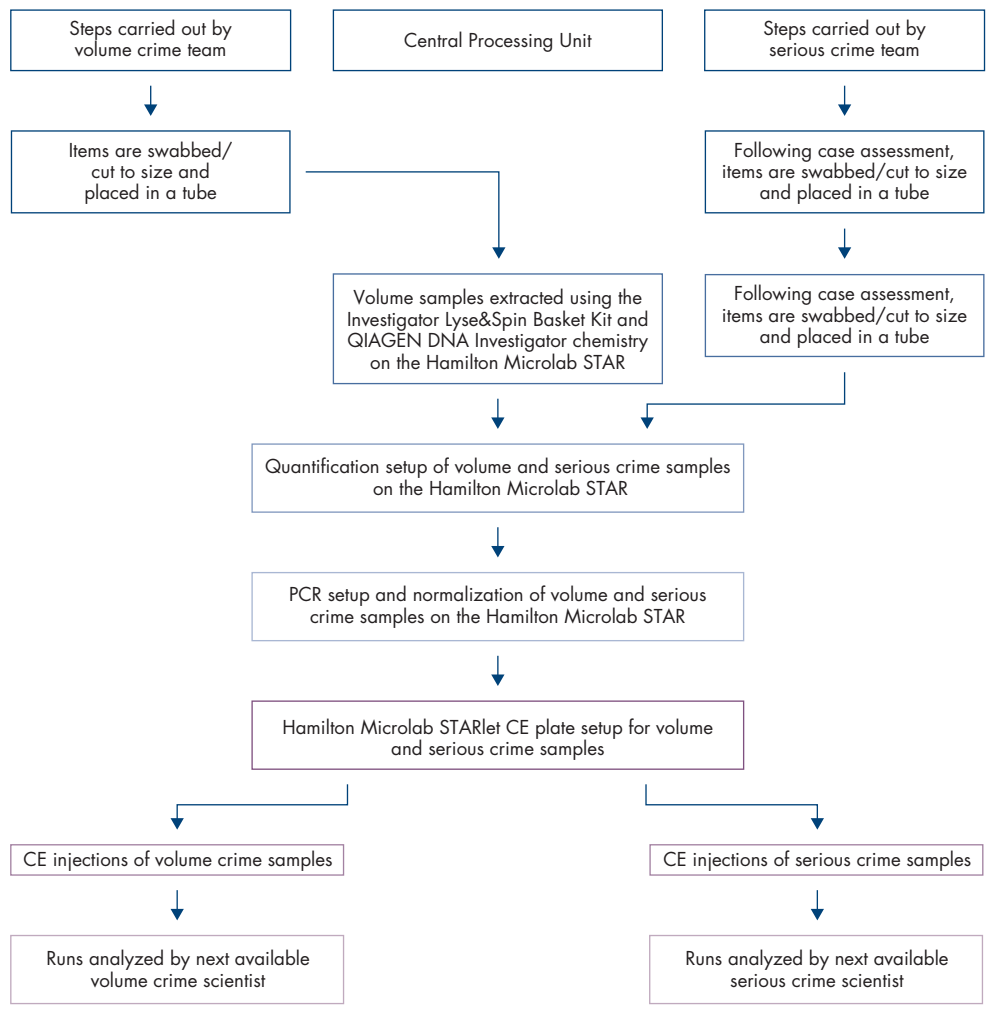 Steps carried out by
volume crime team
Central Processing Unit
Steps carried out by
serious crime team
Items are swabbed/
cut to size and
placed in a tube
Following case assessment,
items are swabbed/cut to size
and placed in a tube
Volume samples extracted using the
Investigator Lyse&Spin Basket Kit and
QIAGEN DNA Investigator chemistry
on the Hamilton Microlab STAR
Following case assessment,
items are swabbed/cut to size
and placed in a tube
Quantification setup of volume and serious crime samples
on the Hamilton Microlab STAR
PCR setup and normalization of volume and serious
crime samples on the Hamilton Microlab STAR
Hamilton Microlab STARlet CE plate setup for volume
and serious crime samples
CE injections of volume crime samples
CE injections of serious crime samples
Runs analyzed by next available
volume crime scientist
Runs analyzed by next available
serious crime scientist